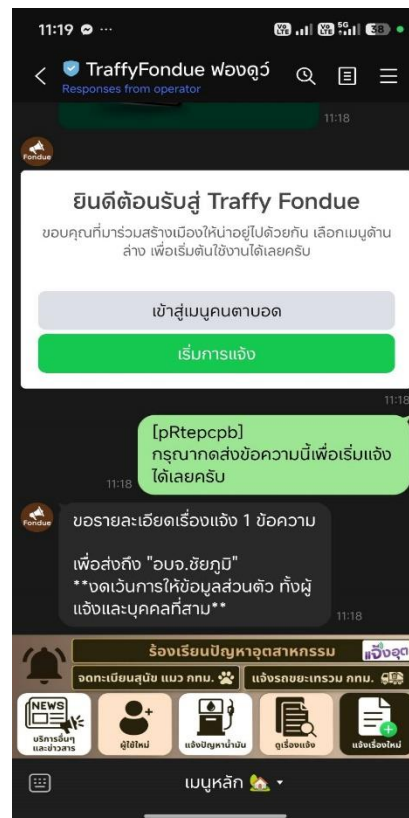 11:19
VoLTE VoLTE 5G 38
TraffyFondue ฟองดูว์
Responses from operator
11:18
Fondue
ยินดีต้อนรับสู่ Traffy Fondue
ขอบคุณที่มาร่วมสร้างเมืองให้น่าอยู่ไปด้วยกัน เลือกเมนูด้าน
ล่าง เพื่อเริ่มต้นใช้งานได้เลยครับ
เข้าสู่เมนูคนตาบอด
เริ่มการแจ้ง
11:18
[pRtepcpb]
กรุณากดส่งข้อความนี้เพื่อเริ่มแจ้ง
ได้เลยครับ
11:18
Fondue
ขอรายละเอียดเรื่องแจ้ง 1 ข้อความ
เพื่อส่งถึง "อบจ.ชัยภูมิ"
**งดเว้นการให้ข้อมูลส่วนตัว ทั้งผู้
แจ้งและบุคคลที่สาม**
11:18
ร้องเรียนปัญหาอุตสาหกรรม แจ้งอุต
จดทะเบียนสุนัข แมว กทม. แจ้งรถขยะเทรวม กทม.
NEWS
บริการอื่นๆ
และข่าวสาร
ผู้ใช้ใหม่
แจ้งปัญหาน้ำมัน
ดูเรื่องแจ้ง
แจ้งเรื่องใหม่
เมนูหลัก